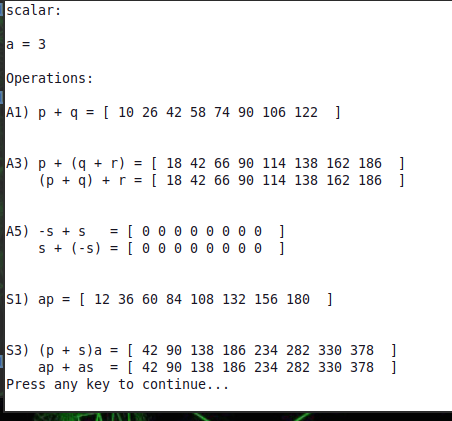 scalar:
a = 3
Operations:
A1) p + q = [ 10 26 42 58 74 90 106 122  ]
A3) p + (q + r) = [ 18 42 66 90 114 138 162 186  ]
    (p + q) + r = [ 18 42 66 90 114 138 162 186  ]
A5) -s + s   = [ 0 0 0 0 0 0 0 0  ]
    s + (-s) = [ 0 0 0 0 0 0 0 0  ]
S1) ap = [ 12 36 60 84 108 132 156 180  ]
S3) (p + s)a = [ 42 90 138 186 234 282 330 378  ]
    ap + as  = [ 42 90 138 186 234 282 330 378  ]
Press any key to continue...